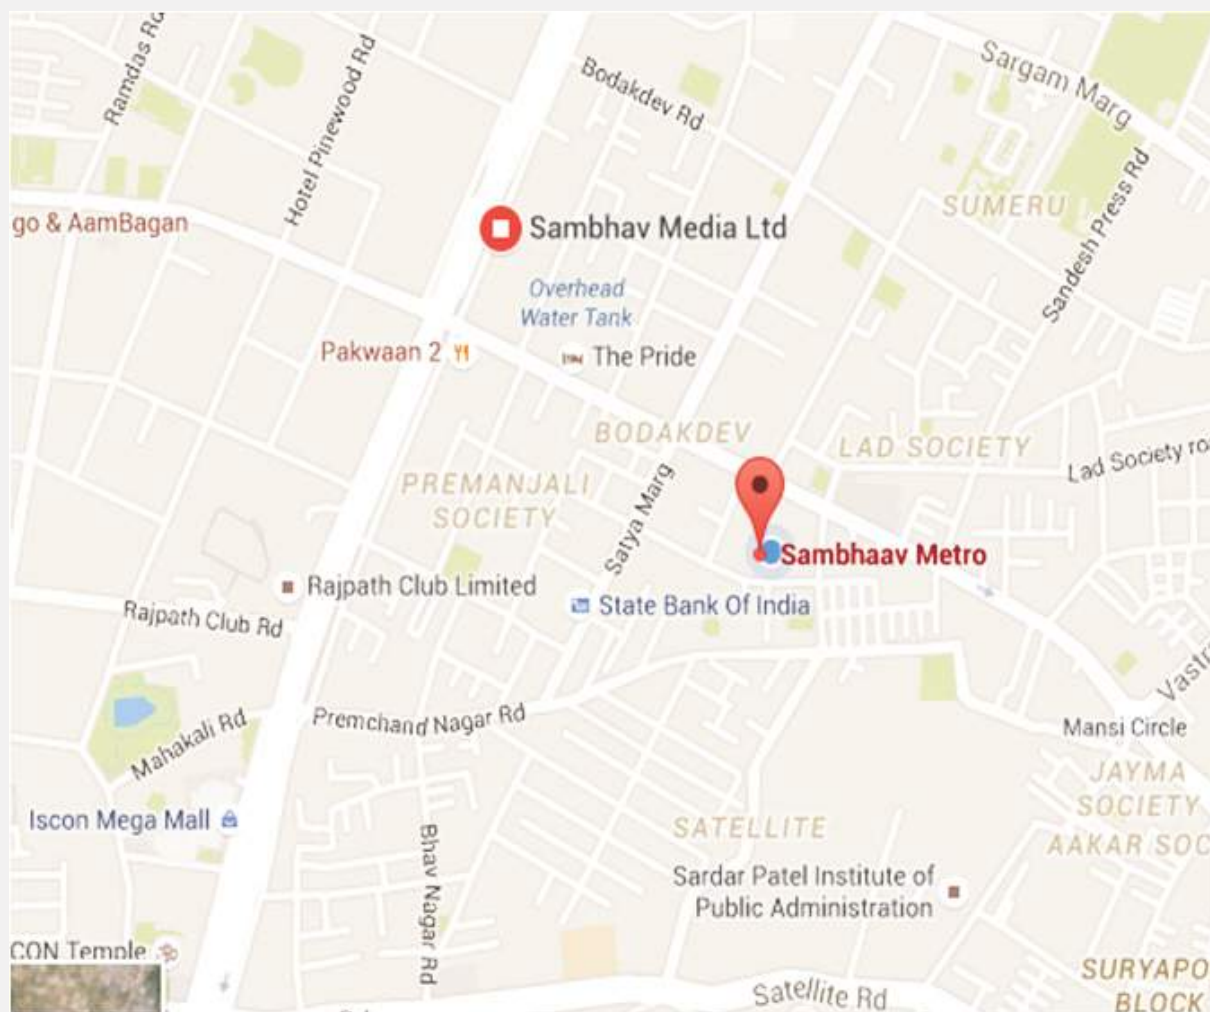 Ramdas Rd
Hotel Pinewood Rd
Bodakdev Rd
Sargam Marg
Sandesh Press Rd
SUMERU
go & AamBagan
Sambhav Media Ltd
Overhead
Water Tank
Pakwaan 2
The Pride
BODAKDEV
LAD SOCIETY
Lad Society ro
PREMANJALI
SOCIETY
Satya Marg
Sambhaav Metro
Rajpath Club Limited
State Bank Of India
Rajpath Club Rd
Vastr
Mahakali Rd
Premchand Nagar Rd
Mansi Circle
JAYMA
SOCIETY
Iscon Mega Mall
SATELLITE
AAKAR SOC
Bhav Nagar Rd
Sardar Patel Institute of
Public Administration
CON Temple
SURYAPO
BLOCK
Satellite Rd